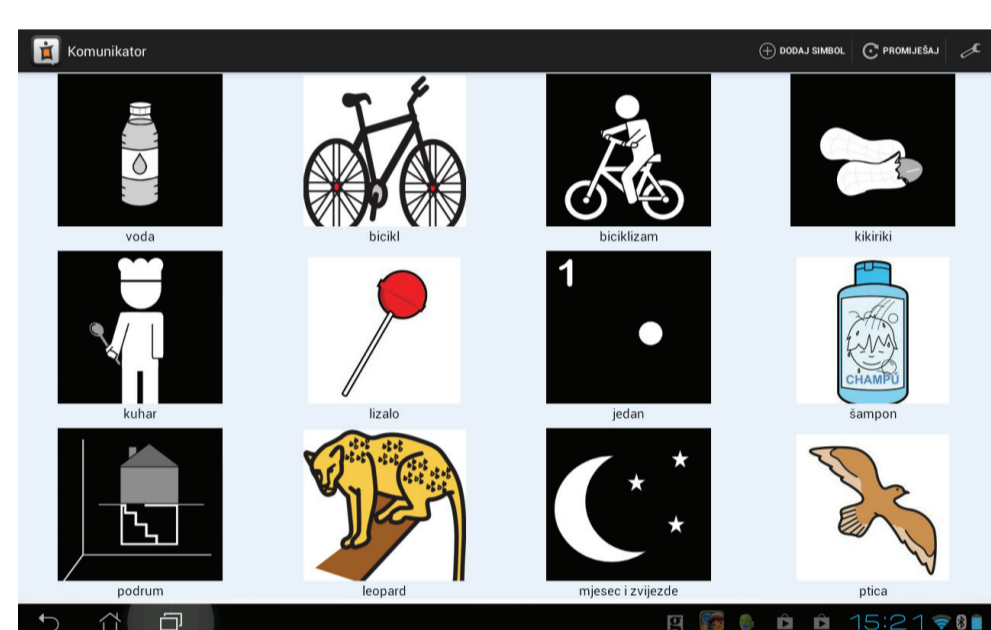 Komunikator
DODAJ SIMBOL
PROMIJEŠAJ
voda
bicikl
biciklizam
kikiriki
kuhar
lizalo
1
jedan
CHAMPÚ
šampon
podrum
leopard
mjesec i zvijezde
ptica
15:21